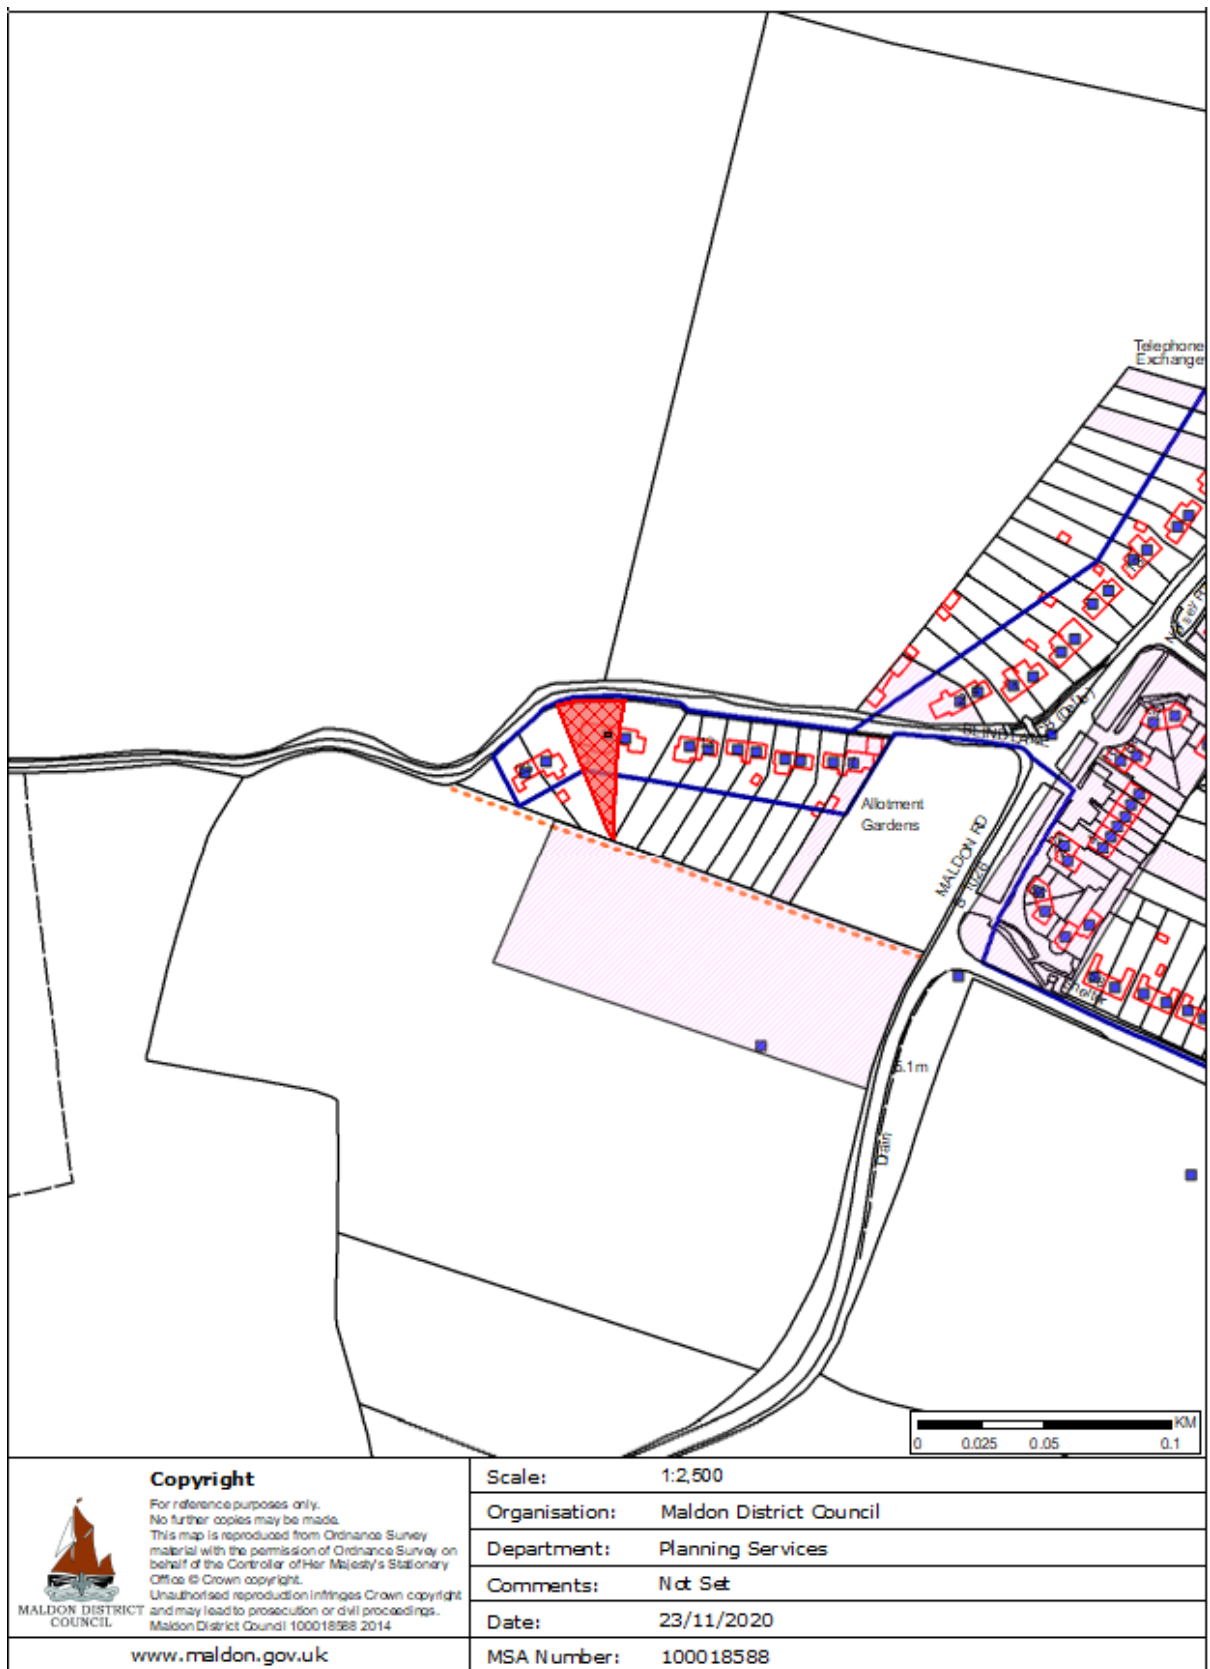 Telephone
Exchange
BLIND LANE
Allotment
Gardens
MALDON RD
B 1026
Shelter
5.1m
Drain
KM
0 0.025 0.05 0.1
Copyright
For reference purposes only.
No further copies may be made.
This map is reproduced from Ordnance Survey
material with the permission of Ordnance Survey on
behalf of the Controller of Her Majesty's Stationery
Office © Crown copyright.
Unauthorised reproduction infringes Crown copyright
and may lead to prosecution or civil proceedings.
Maldon District Council 100018588 2014
MALDON DISTRICT
COUNCIL
www.maldon.gov.uk
Scale: 1:2,500
Organisation: Maldon District Council
Department: Planning Services
Comments: Not Set
Date: 23/11/2020
MSA Number: 100018588